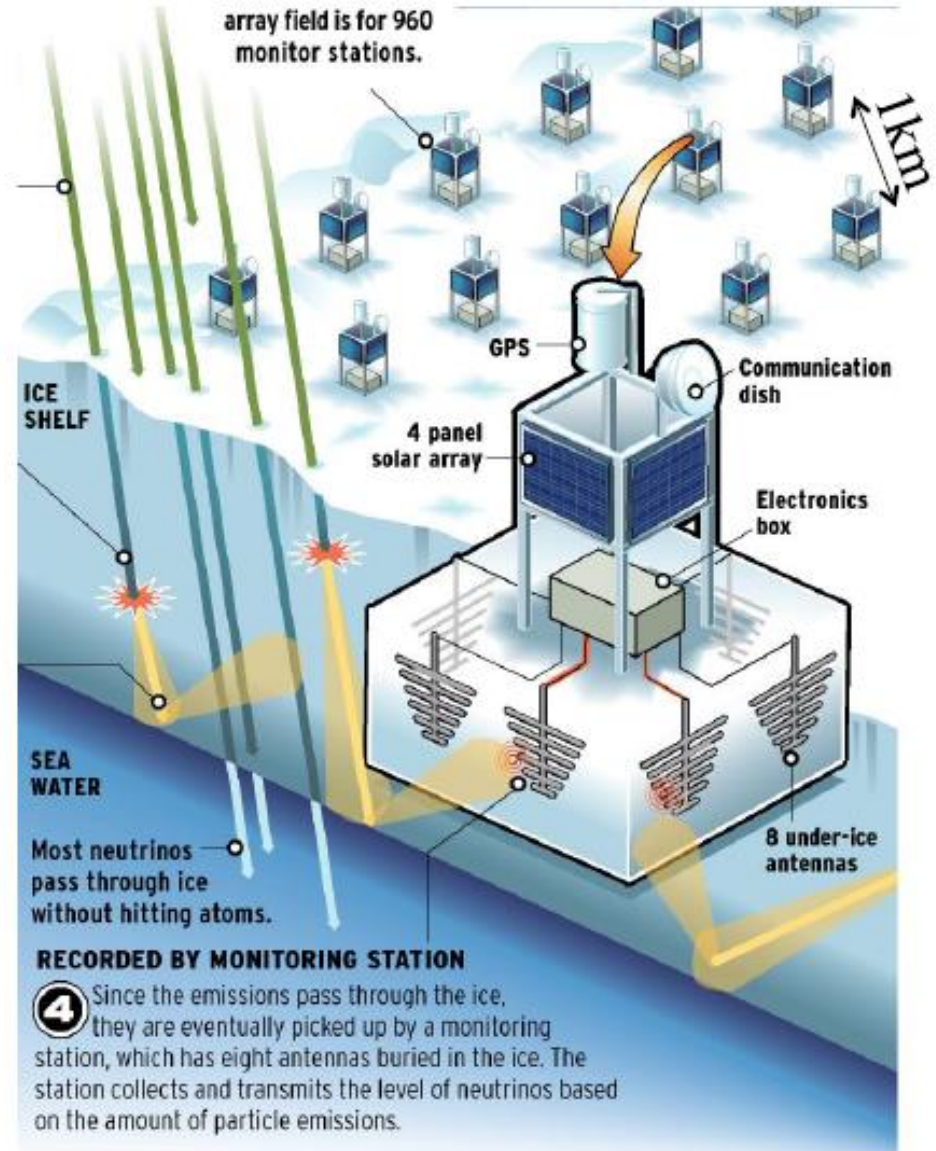 array field is for 960
monitor stations.
1km
GPS
Communication
dish
ICE
SHELF
4 panel
solar array
Electronics
box
SEA
WATER
8 under-ice
antennas
Most neutrinos
pass through ice
without hitting atoms.
RECORDED BY MONITORING STATION
4 Since the emissions pass through the ice,
they are eventually picked up by a monitoring
station, which has eight antennas buried in the ice. The
station collects and transmits the level of neutrinos based
on the amount of particle emissions.